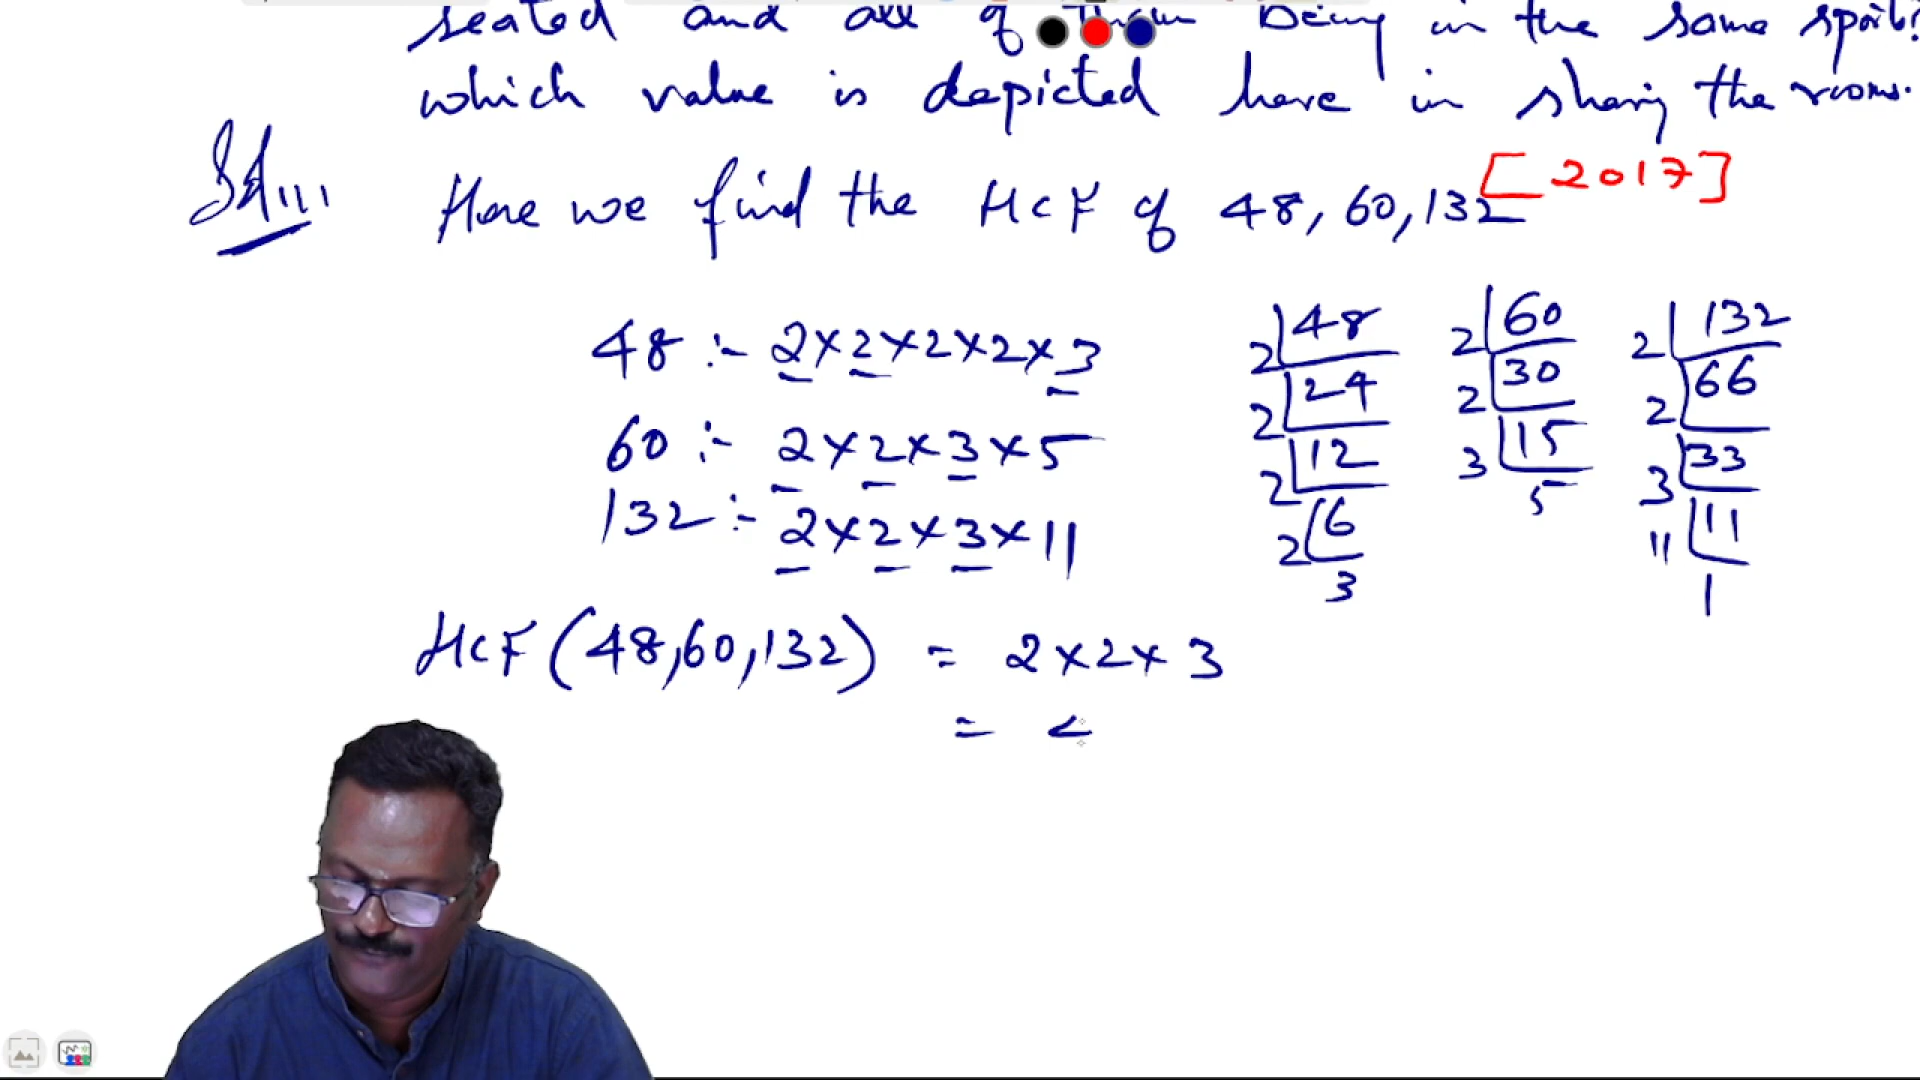 seated and all of them being in the same sport?
which value is depicted here in sharing the rooms.
[2017]
Sol Here we find the HCF of 48, 60, 132
48 :- 2×2×2×2×3
60 :- 2×2×3×5
132 :- 2×2×3×11
2 48
2 24
2 12
2 6
3
2 60
2 30
3 15
5
2 132
2 66
3 33
11 11
1
HCF (48,60,132) = 2×2×3
=